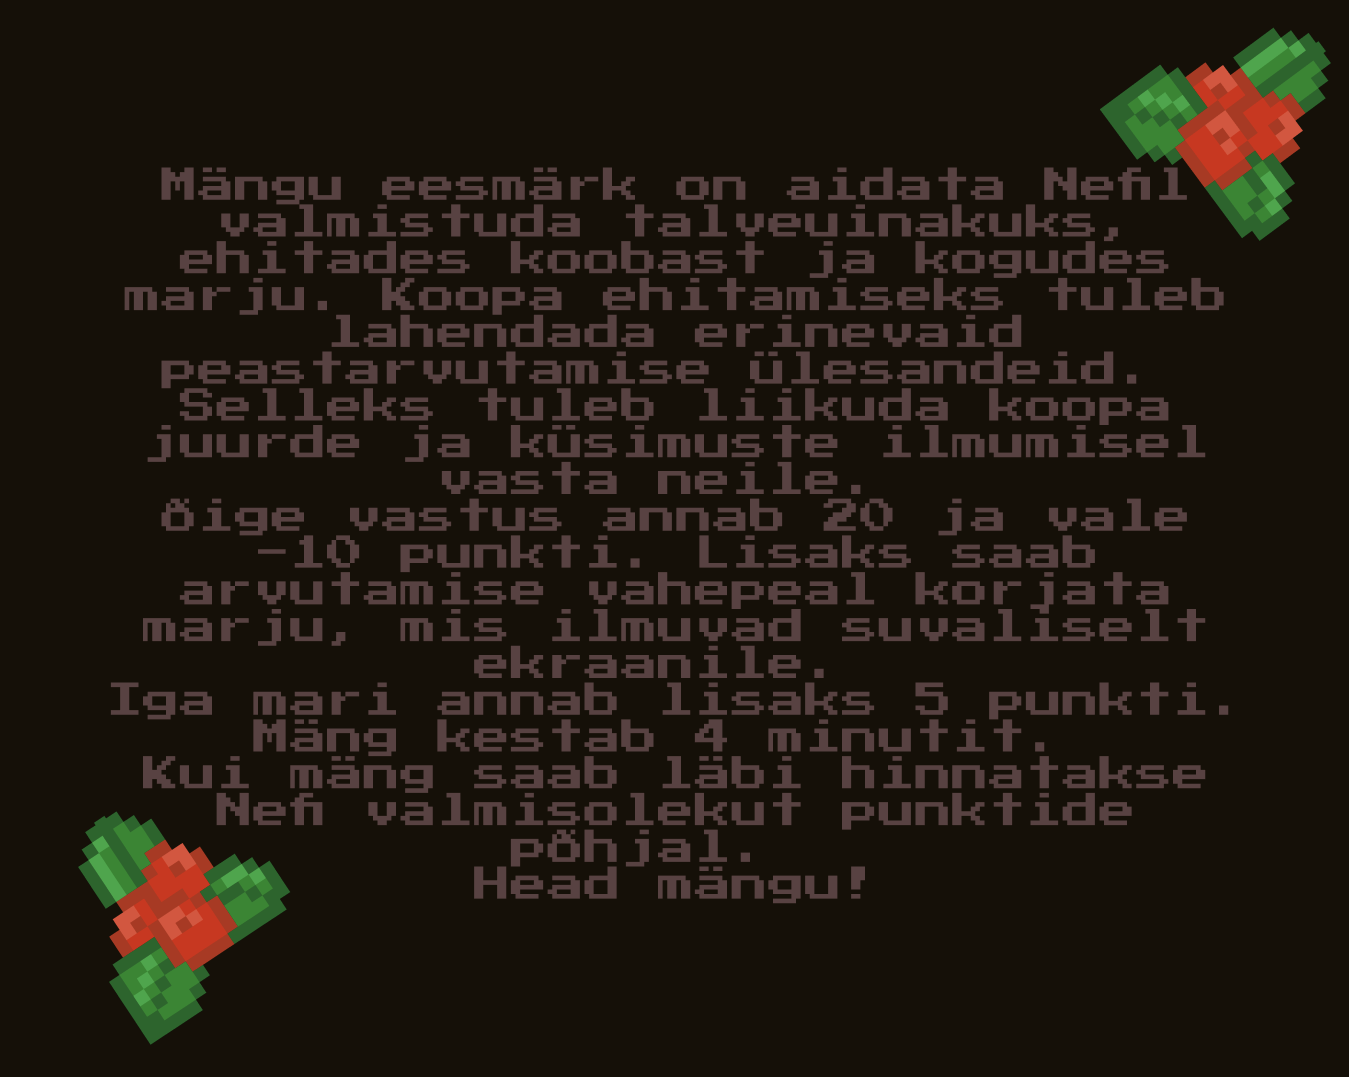 Mängu eesmärk on aidata Nefil
valmistuda talveuinakuks,
ehitades koobast ja kogudes
marju. Koopa ehitamiseks tuleb
lahendada erinevaid
peastarvutamise ülesandeid.
Selleks tuleb liikuda koopa
juurde ja küsimuste ilmumisel
vasta neile.
õige vastus annab 20 ja vale
-10 punkti. Lisaks saab
arvutamise vahepeal korjata
marju, mis ilmuvad suvaliselt
ekraanile.
Iga mari annab lisaks 5 punkti.
Mäng kestab 4 minutit.
Kui mäng saab läbi hinnatakse
Nefi valmisolekut punktide
põhjal.
Head mängu!